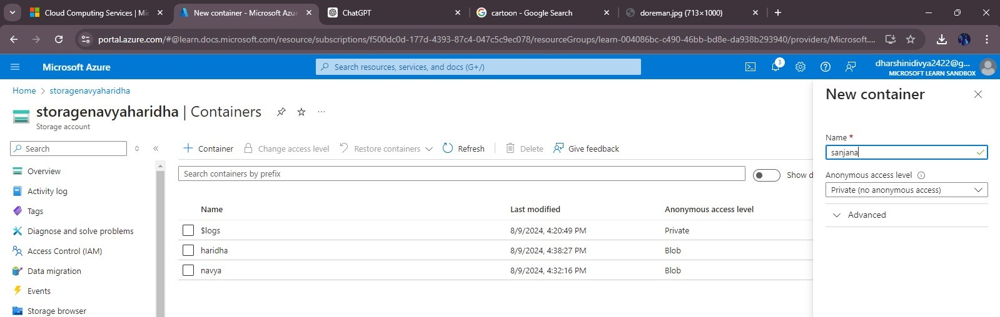 Cloud Computing Services | Mic
New container - Microsoft Azur
ChatGPT
cartoon - Google Search
doreman.jpg (713×1000)
portal.azure.com/#@learn.docs.microsoft.com/resource/subscriptions/f500dc0d-177d-4393-87c4-047c5c9ec078/resourceGroups/learn-004086bc-c490-46bb-bd8e-da938b293940/providers/Microsoft....
Microsoft Azure
Search resources, services, and docs (G+/)
3
dharshinidivya2422@g...
MICROSOFT LEARN SANDBOX
Home > storagenavyaharidha
storagenavyaharidha | Containers
Storage account
Search
Overview
Activity log
Tags
Diagnose and solve problems
Access Control (IAM)
Data migration
Events
Storage browser
Container
Change access level
Restore containers
Refresh
Delete
Give feedback
Search containers by prefix
Show d
Name Last modified Anonymous access level
$logs 8/9/2024, 4:20:49 PM Private
haridha 8/9/2024, 4:38:27 PM Blob
navya 8/9/2024, 4:32:16 PM Blob
New container
Name *
sanjana
Anonymous access level
Private (no anonymous access)
Advanced